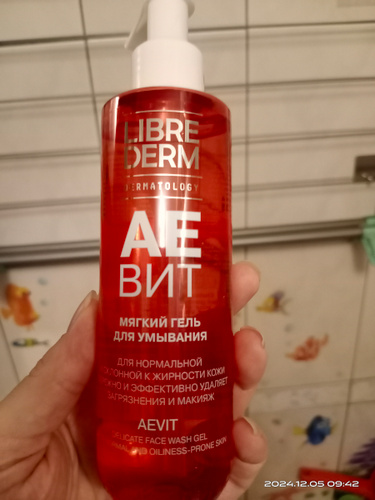 LIBRE
DERM
DERMATOLOGY
АЕ
ВИТ
МЯГКИЙ ГЕЛЬ
ДЛЯ УМЫВАНИЯ
ДЛЯ НОРМАЛЬНОЙ
СКЛОННОЙ К ЖИРНОСТИ КОЖИ
НЕЖНО И ЭФФЕКТИВНО УДАЛЯЕТ
ЗАГРЯЗНЕНИЯ И МАКИЯЖ
AEVIT
DELICATE FACE WASH GEL
OILINESS-PRONE SKIN
2024.12.05 09:42